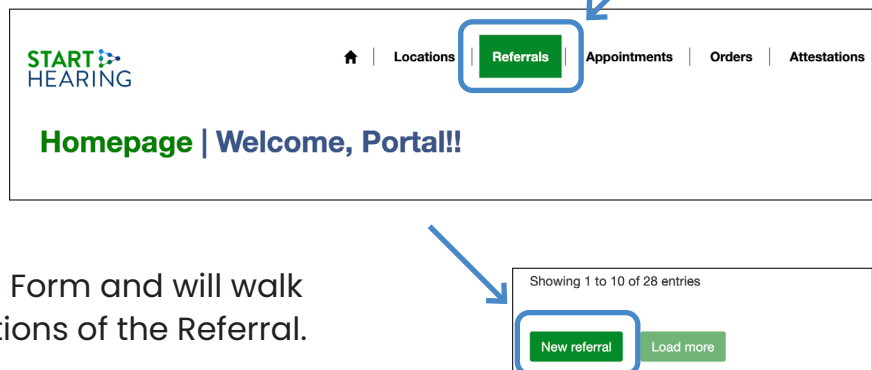 START
HEARING
Locations | Referrals | Appointments | Orders | Attestations
Homepage | Welcome, Portal!!
Form and will walk
tions of the Referral.
Showing 1 to 10 of 28 entries
New referral Load more